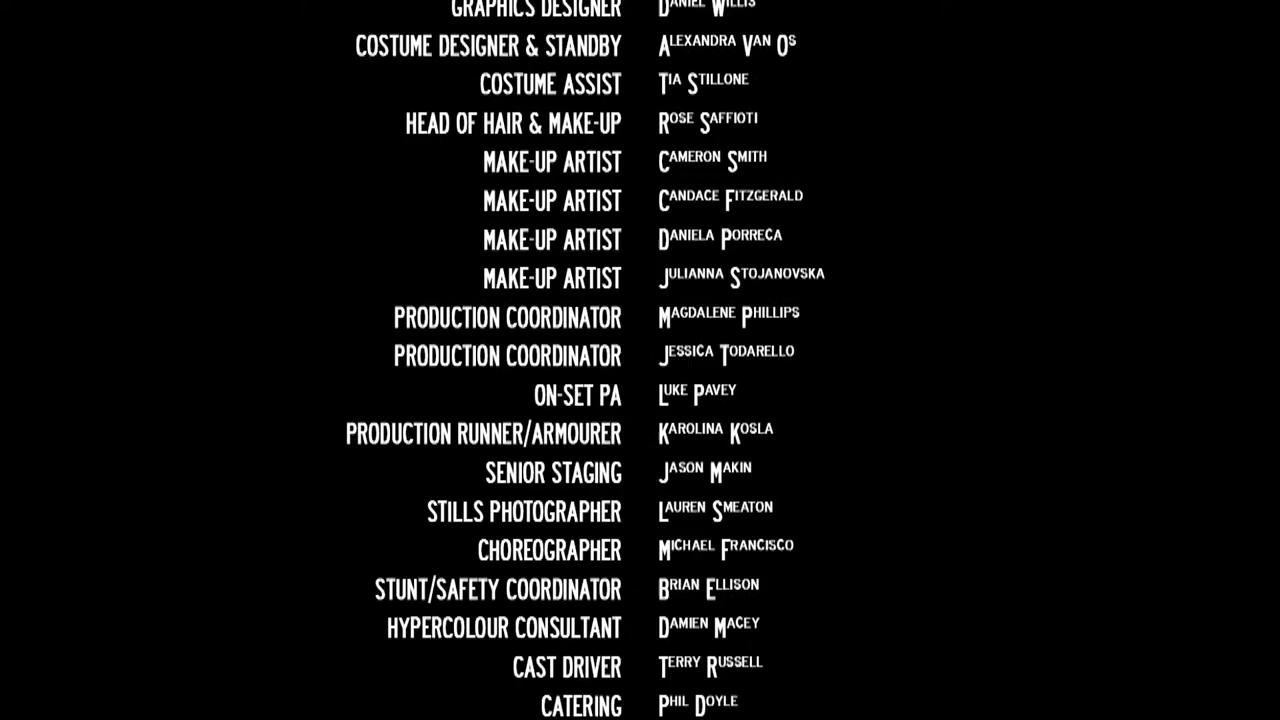 GRAPHICS DESIGNER Daniel Willis
COSTUME DESIGNER & STANDBY Alexandra Van Os
COSTUME ASSIST Tia Stillone
HEAD OF HAIR & MAKE-UP Rose Saffioti
MAKE-UP ARTIST Cameron Smith
MAKE-UP ARTIST Candace Fitzgerald
MAKE-UP ARTIST Daniela Porreca
MAKE-UP ARTIST Julianna Stojanovska
PRODUCTION COORDINATOR Magdalene Phillips
PRODUCTION COORDINATOR Jessica Todarello
ON-SET PA Luke Pavey
PRODUCTION RUNNER/ARMOURER Karolina Kosla
SENIOR STAGING Jason Makin
STILLS PHOTOGRAPHER Lauren Smeaton
CHOREOGRAPHER Michael Francisco
STUNT/SAFETY COORDINATOR Brian Ellison
HYPERCOLOUR CONSULTANT Damien Macey
CAST DRIVER Terry Russell
CATERING Phil Doyle